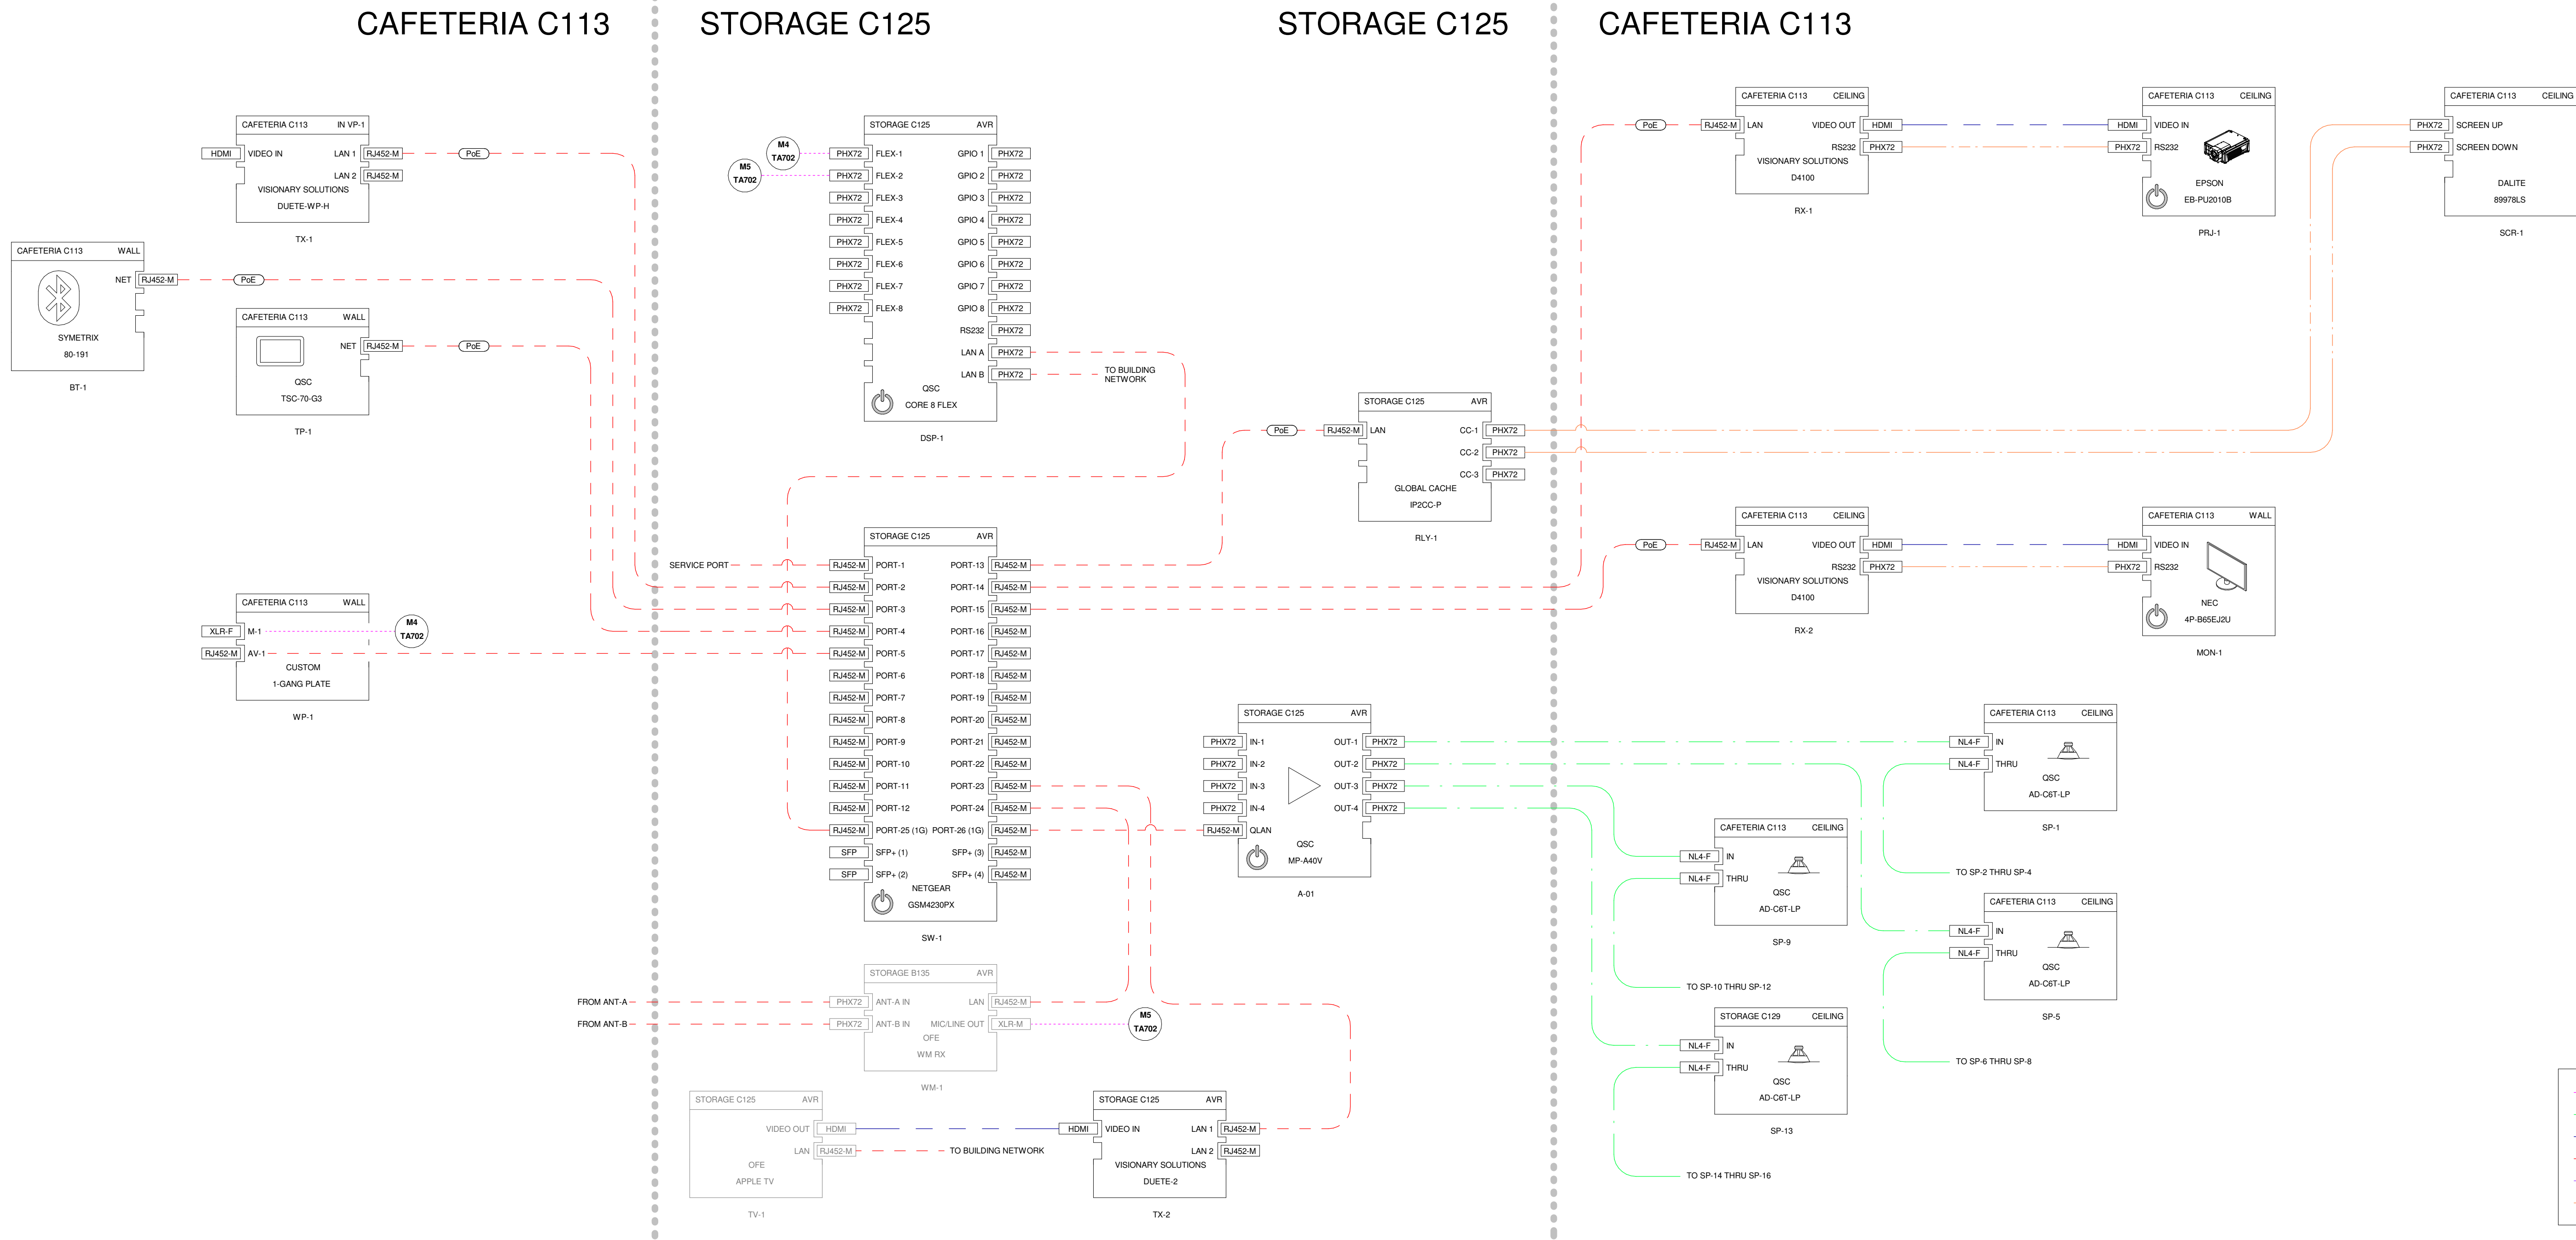 CAFETERIA C113
STORAGE C125
STORAGE C125
CAFETERIA C113
CAFETERIA C113 IN VP-1
HDMI VIDEO IN LAN 1 RJ452-M PoE
LAN 2 RJ452-M
VISIONARY SOLUTIONS
DUETE-WP-H
TX-1
CAFETERIA C113 WALL
NET RJ452-M PoE
SYMETRIX
80-191
BT-1
CAFETERIA C113 WALL
NET RJ452-M PoE
QSC
TSC-70-G3
TP-1
CAFETERIA C113 WALL
XLR-F M-1
M4
TA702
RJ452-M AV-1
CUSTOM
1-GANG PLATE
WP-1
STORAGE C125 AVR
M4
TA702
M5
TA702
PHX72 FLEX-1 GPIO 1 PHX72
PHX72 FLEX-2 GPIO 2 PHX72
PHX72 FLEX-3 GPIO 3 PHX72
PHX72 FLEX-4 GPIO 4 PHX72
PHX72 FLEX-5 GPIO 5 PHX72
PHX72 FLEX-6 GPIO 6 PHX72
PHX72 FLEX-7 GPIO 7 PHX72
PHX72 FLEX-8 GPIO 8 PHX72
RS232 PHX72
LAN A PHX72
LAN B PHX72
TO BUILDING
NETWORK
QSC
CORE 8 FLEX
DSP-1
STORAGE C125 AVR
SERVICE PORT
RJ452-M PORT-1 PORT-13 RJ452-M
RJ452-M PORT-2 PORT-14 RJ452-M
RJ452-M PORT-3 PORT-15 RJ452-M
RJ452-M PORT-4 PORT-16 RJ452-M
RJ452-M PORT-5 PORT-17 RJ452-M
RJ452-M PORT-6 PORT-18 RJ452-M
RJ452-M PORT-7 PORT-19 RJ452-M
RJ452-M PORT-8 PORT-20 RJ452-M
RJ452-M PORT-9 PORT-21 RJ452-M
RJ452-M PORT-10 PORT-22 RJ452-M
RJ452-M PORT-11 PORT-23 RJ452-M
RJ452-M PORT-12 PORT-24 RJ452-M
RJ452-M PORT-25 (1G) PORT-26 (1G) RJ452-M
SFP SFP+ (1) SFP+ (3) RJ452-M
SFP SFP+ (2) SFP+ (4) RJ452-M
NETGEAR
GSM4230PX
SW-1
STORAGE B135 AVR
FROM ANT-A PHX72 ANT-A IN LAN RJ452-M
FROM ANT-B PHX72 ANT-B IN MIC/LINE OUT XLR-M
M5
TA702
OFE
WM RX
WM-1
STORAGE C125 AVR
VIDEO OUT HDMI
LAN RJ452-M TO BUILDING NETWORK
OFE
APPLE TV
TV-1
STORAGE C125 AVR
HDMI VIDEO IN LAN 1 RJ452-M
LAN 2 RJ452-M
VISIONARY SOLUTIONS
DUETE-2
TX-2
STORAGE C125 AVR
PoE RJ452-M LAN CC-1 PHX72
CC-2 PHX72
CC-3 PHX72
GLOBAL CACHE
IP2CC-P
RLY-1
STORAGE C125 AVR
PHX72 IN-1 OUT-1 PHX72
PHX72 IN-2 OUT-2 PHX72
PHX72 IN-3 OUT-3 PHX72
PHX72 IN-4 OUT-4 PHX72
RJ452-M QLAN
QSC
MP-A40V
A-01
CAFETERIA C113 CEILING
PoE RJ452-M LAN VIDEO OUT HDMI
RS232 PHX72
VISIONARY SOLUTIONS
D4100
RX-1
CAFETERIA C113 CEILING
HDMI VIDEO IN
PHX72 RS232
EPSON
EB-PU2010B
PRJ-1
CAFETERIA C113 CEILING
PHX72 SCREEN UP
PHX72 SCREEN DOWN
DALITE
89978LS
SCR-1
CAFETERIA C113 CEILING
PoE RJ452-M LAN VIDEO OUT HDMI
RS232 PHX72
VISIONARY SOLUTIONS
D4100
RX-2
CAFETERIA C113 WALL
HDMI VIDEO IN
PHX72 RS232
NEC
4P-B65EJ2U
MON-1
CAFETERIA C113 CEILING
NL4-F IN
NL4-F THRU
QSC
AD-C6T-LP
SP-1
TO SP-2 THRU SP-4
CAFETERIA C113 CEILING
NL4-F IN
NL4-F THRU
QSC
AD-C6T-LP
SP-9
TO SP-10 THRU SP-12
CAFETERIA C113 CEILING
NL4-F IN
NL4-F THRU
QSC
AD-C6T-LP
SP-5
TO SP-6 THRU SP-8
STORAGE C129 CEILING
NL4-F IN
NL4-F THRU
QSC
AD-C6T-LP
SP-13
TO SP-14 THRU SP-16